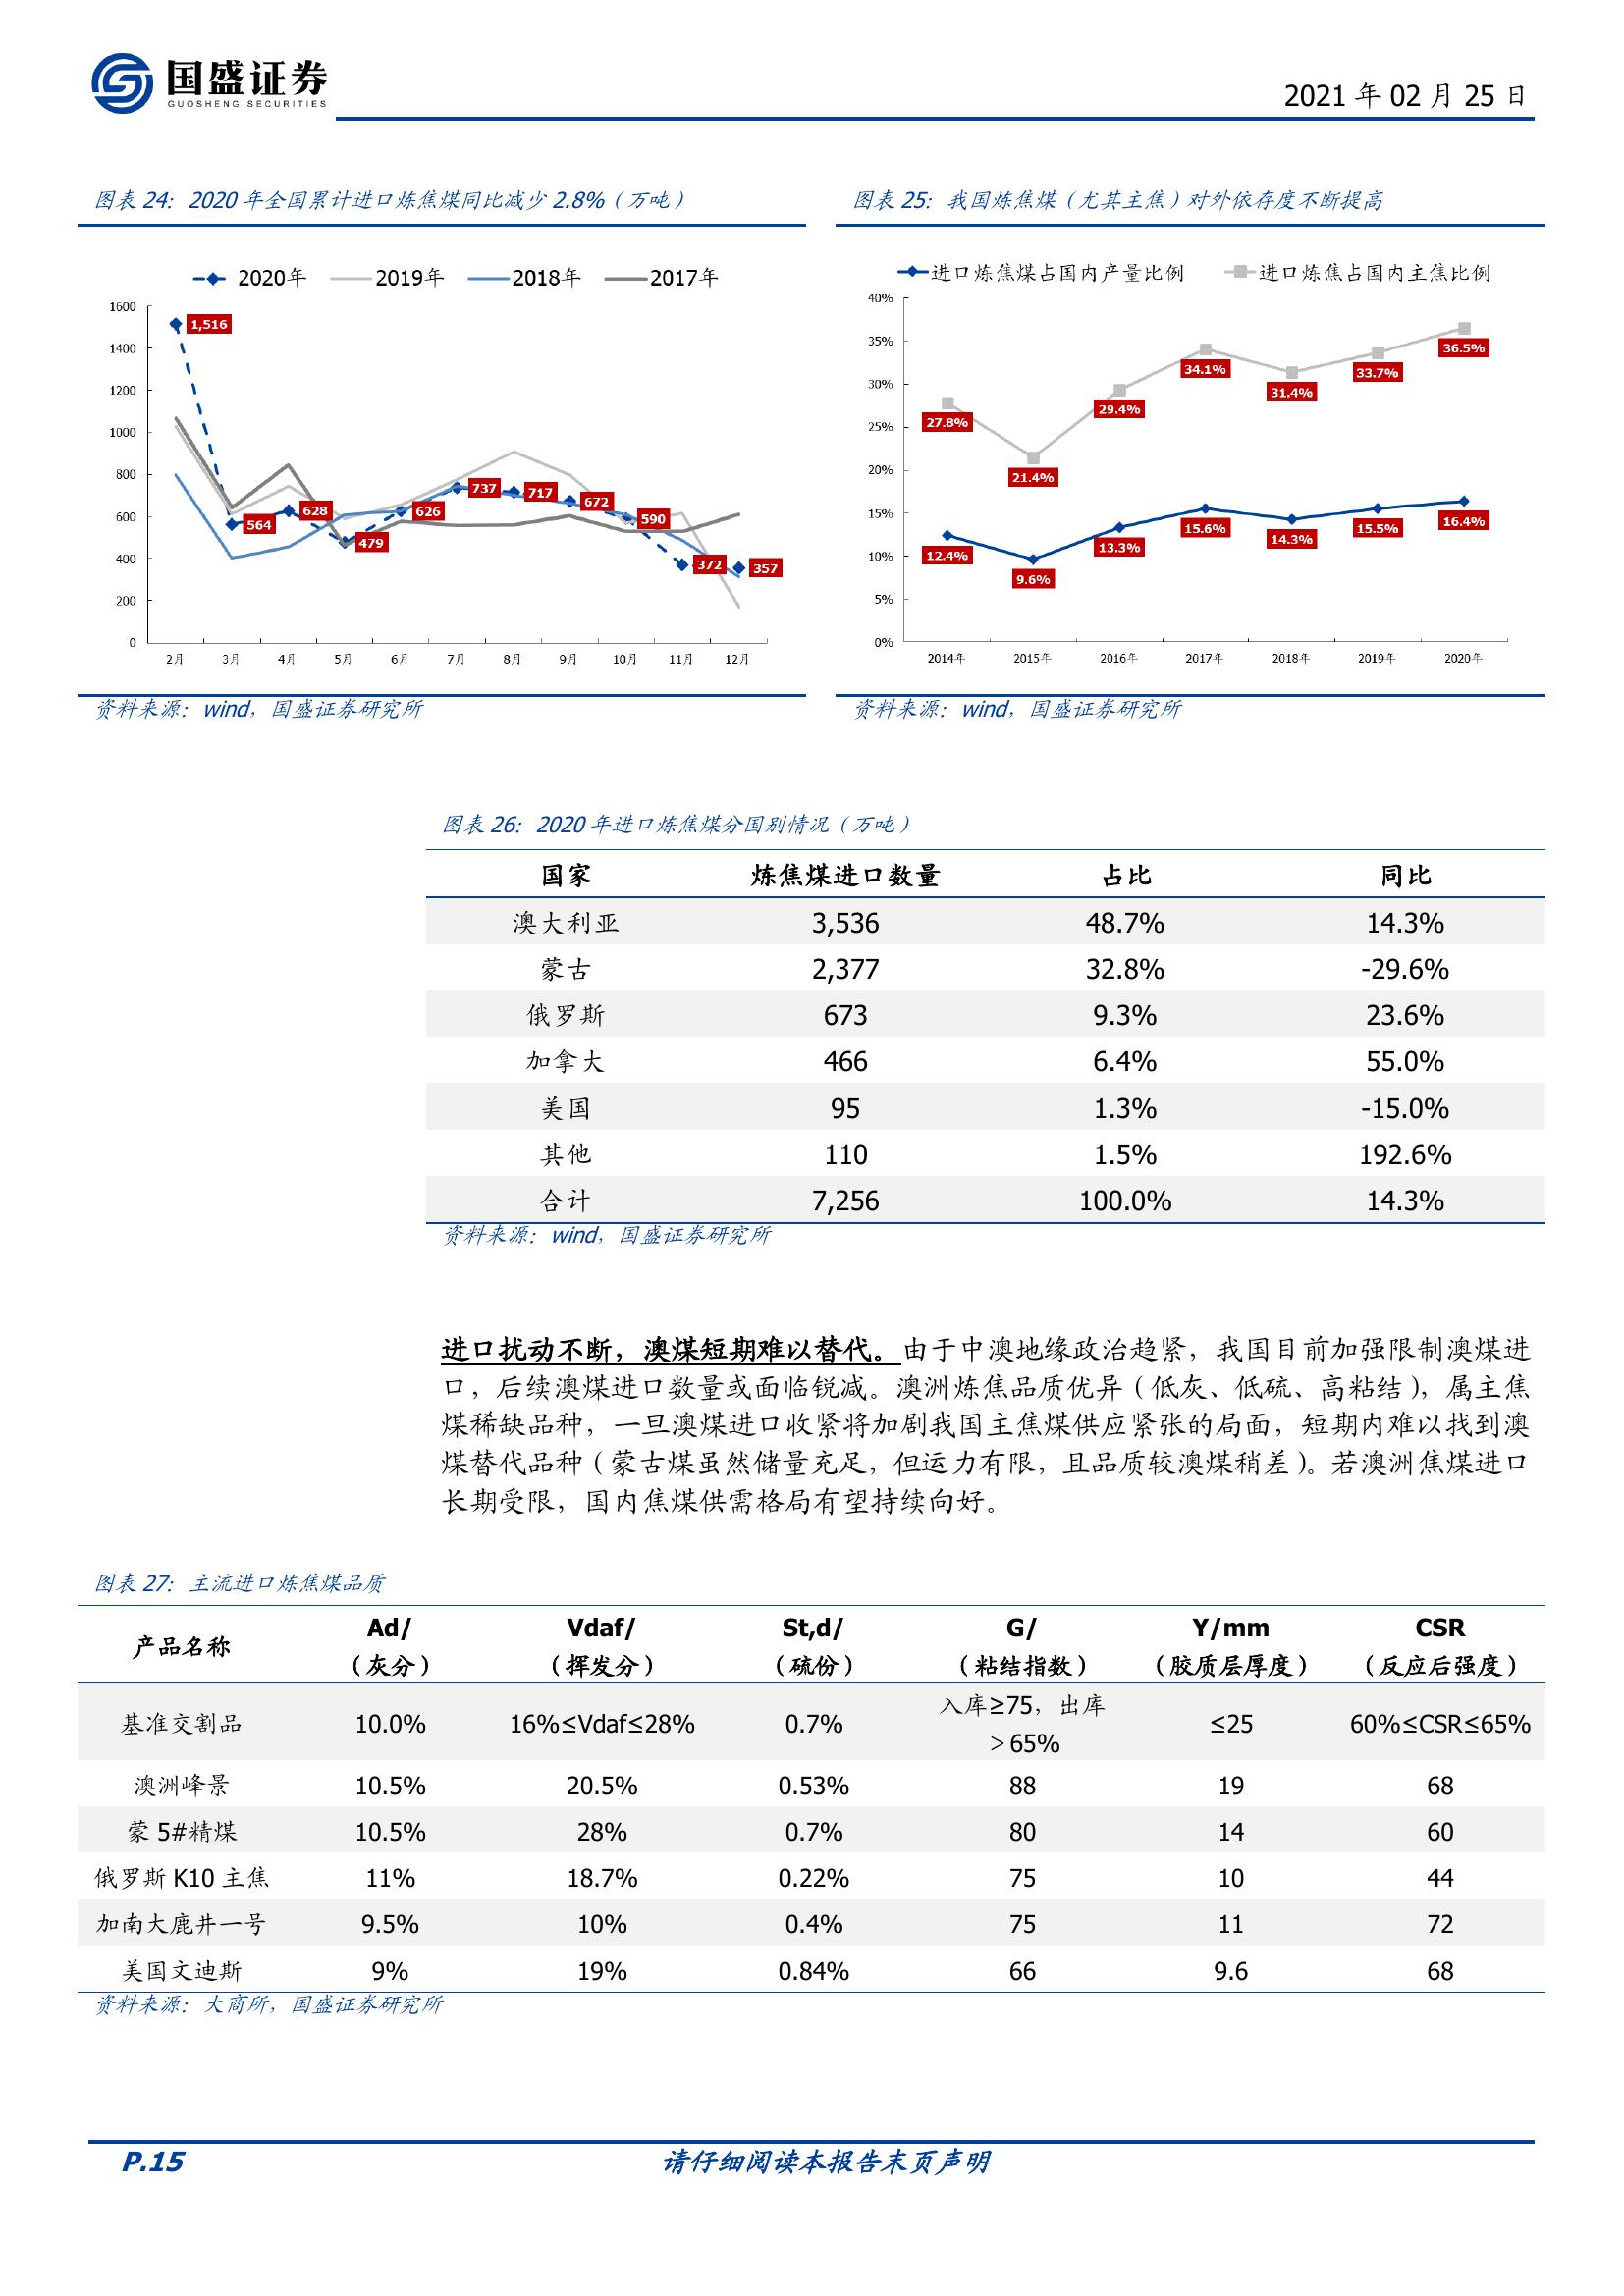 国盛证券
GUOSHENG SECURITIES
2021 年 02 月 25 日
图表 24：2020 年全国累计进口炼焦煤同比减少 2.8%（万吨）
2020年 2019年 2018年 2017年
1600
1400
1200
1000
800
600
400
200
0
1,516
564
628
479
626
737
717
672
590
372
357
2月 3月 4月 5月 6月 7月 8月 9月 10月 11月 12月
资料来源：wind，国盛证券研究所
图表 25：我国炼焦煤（尤其主焦）对外依存度不断提高
进口炼焦煤占国内产量比例 进口炼焦占国内主焦比例
40%
35%
30%
25%
20%
15%
10%
5%
0%
27.8% 21.4% 29.4% 34.1% 31.4% 33.7% 36.5%
12.4% 9.6% 13.3% 15.6% 14.3% 15.5% 16.4%
2014年 2015年 2016年 2017年 2018年 2019年 2020年
资料来源：wind，国盛证券研究所
图表 26：2020 年进口炼焦煤分国别情况（万吨）
国家 炼焦煤进口数量 占比 同比
澳大利亚 3,536 48.7% 14.3%
蒙古 2,377 32.8% -29.6%
俄罗斯 673 9.3% 23.6%
加拿大 466 6.4% 55.0%
美国 95 1.3% -15.0%
其他 110 1.5% 192.6%
合计 7,256 100.0% 14.3%
资料来源：wind，国盛证券研究所
进口扰动不断，澳煤短期难以替代。由于中澳地缘政治趋紧，我国目前加强限制澳煤进
口，后续澳煤进口数量或面临锐减。澳洲炼焦品质优异（低灰、低硫、高粘结），属主焦
煤稀缺品种，一旦澳煤进口收紧将加剧我国主焦煤供应紧张的局面，短期内难以找到澳
煤替代品种（蒙古煤虽然储量充足，但运力有限，且品质较澳煤稍差）。若澳洲焦煤进口
长期受限，国内焦煤供需格局有望持续向好。
图表 27：主流进口炼焦煤品质
产品名称 Ad/ Vdaf/ St,d/ G/ Y/mm CSR
（灰分） （挥发分） （硫份） （粘结指数） （胶质层厚度） （反应后强度）
基准交割品 10.0% 16%≤Vdaf≤28% 0.7% 入库≥75，出库 ≤25 60%≤CSR≤65%
＞65%
澳洲峰景 10.5% 20.5% 0.53% 88 19 68
蒙 5#精煤 10.5% 28% 0.7% 80 14 60
俄罗斯 K10 主焦 11% 18.7% 0.22% 75 10 44
加南大鹿井一号 9.5% 10% 0.4% 75 11 72
美国文迪斯 9% 19% 0.84% 66 9.6 68
资料来源：大商所，国盛证券研究所
P.15 请仔细阅读本报告末页声明